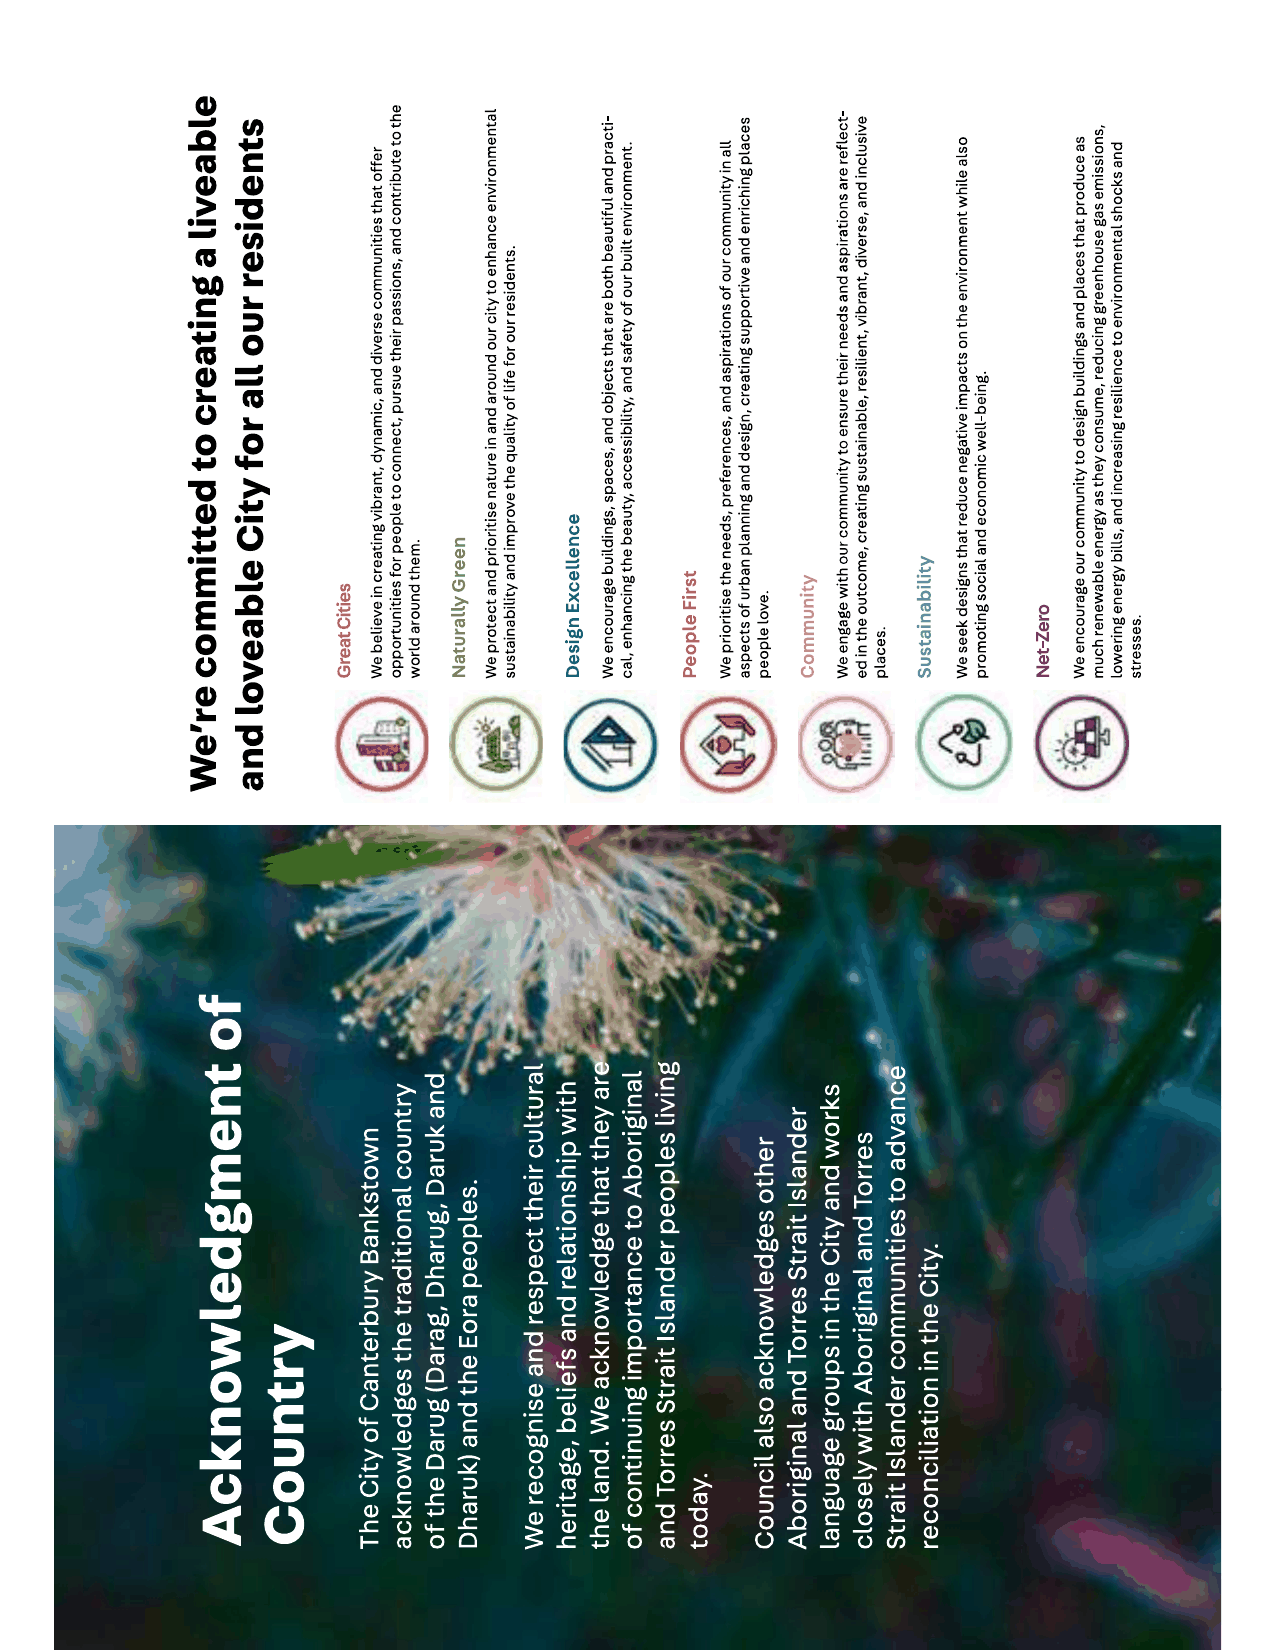 Acknowledgment of
Country
The City of Canterbury Bankstown
acknowledges the traditional country
of the Darug (Darag, Dharug, Daruk and
Dharuk) and the Eora peoples.
We recognise and respect their cultural
heritage, beliefs and relationship with
the land. We acknowledge that they are
of continuing importance to Aboriginal
and Torres Strait Islander peoples living
today.
Council also acknowledges other
Aboriginal and Torres Strait Islander
language groups in the City and works
closely with Aboriginal and Torres
Strait Islander communities to advance
reconciliation in the City.
We're committed to creating a liveable
and loveable City for all our residents
Great Cities
We believe in creating vibrant, dynamic, and diverse communities that offer
opportunities for people to connect, pursue their passions, and contribute to the
world around them.
Naturally Green
We protect and prioritise nature in and around our city to enhance environmental
sustainability and improve the quality of life for our residents.
Design Excellence
We encourage buildings, spaces, and objects that are both beautiful and practi-
cal, enhancing the beauty, accessibility, and safety of our built environment.
People First
We prioritise the needs, preferences, and aspirations of our community in all
aspects of urban planning and design, creating supportive and enriching places
people love.
Community
We engage with our community to ensure their needs and aspirations are reflect-
ed in the outcome, creating sustainable, resilient, vibrant, diverse, and inclusive
places.
Sustainability
We seek designs that reduce negative impacts on the environment while also
promoting social and economic well-being.
Net-Zero
We encourage our community to design buildings and places that produce as
much renewable energy as they consume, reducing greenhouse gas emissions,
lowering energy bills, and increasing resilience to environmental shocks and
stresses.